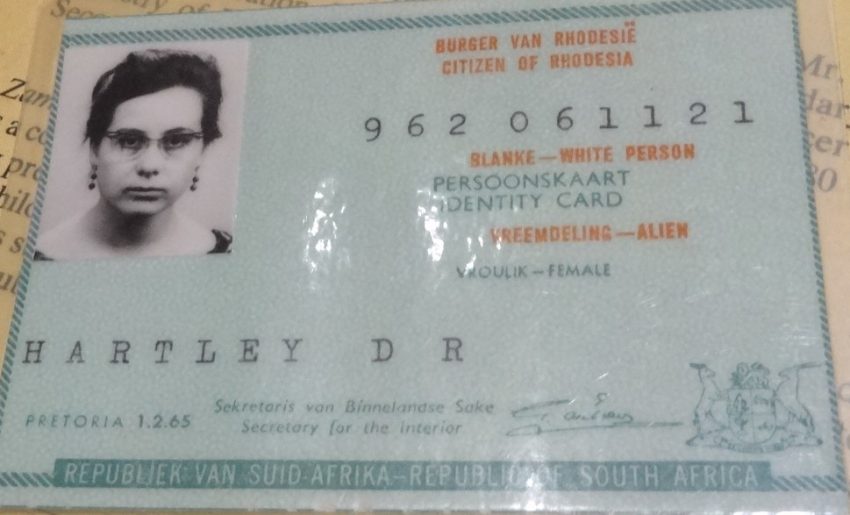 BURGER VAN RHODESIË
CITIZEN OF RHODESIA
962 061121
BLANKE—WHITE PERSON
PERSOONSKAART
IDENTITY CARD
VREEMDELING—ALIEN
VROULIK—FEMALE
HARTLEY D R
PRETORIA 1.2.65
Sekretaris van Binnelandse Sake
Secretary for the interior
REPUBLIEK VAN SUID-AFRIKA—REPUBLIC OF SOUTH AFRICA
Mr.